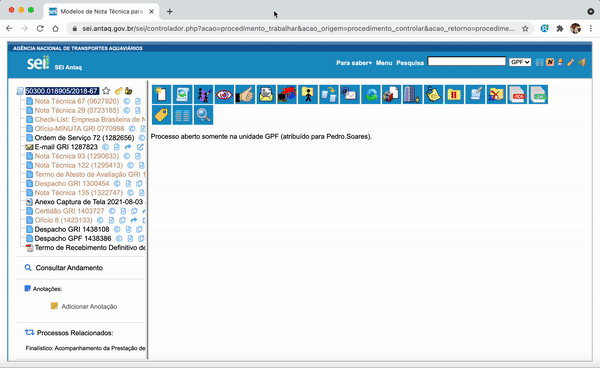 Modelos de Nota Técnica para
sei.antaq.gov.br/sei/controlador.php?acao=procedimento_trabalhar&acao_origem=procedimento_controlar&acao_retorno=procedime...
AGÊNCIA NACIONAL DE TRANSPORTES AQUAVIÁRIOS
sei! SEI Antaq
Para saber+ Menu Pesquisa GPF
50300.018905/2018-67
Nota Técnica 67 (0627920)
Nota Técnica 29 (0723185)
Check-List: Empresa Brasileira de N
Ofício-MINUTA GRI 0770998
Ordem de Serviço 72 (1282656)
E-mail GRI 1287823
Nota Técnica 93 (1290633)
Nota Técnica 122 (1295413)
Termo de Atesto de Avaliação GRI 1
Despacho GRI 1300454
Nota Técnica 135 (1322747)
Anexo Captura de Tela 2021-08-03
Certidão GRI 1403727
Ofício 8 (1423133)
Despacho GRI 1438108
Despacho GPF 1438386
Termo de Recebimento Definitivo de
Consultar Andamento
Anotações:
Adicionar Anotação
Processos Relacionados:
Finalístico: Acompanhamento da Prestação de
Processo aberto somente na unidade GPF (atribuído para Pedro.Soares).